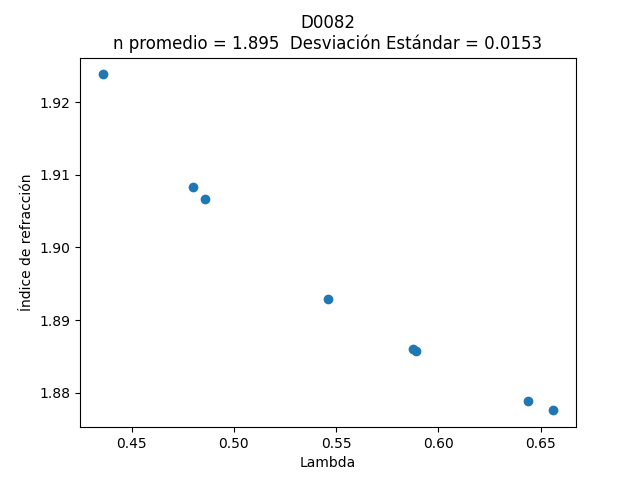 D0082
n promedio = 1.895  Desviación Estándar = 0.0153
Índice de refracción
1.92
1.91
1.90
1.89
1.88
0.45 0.50 0.55 0.60 0.65
Lambda